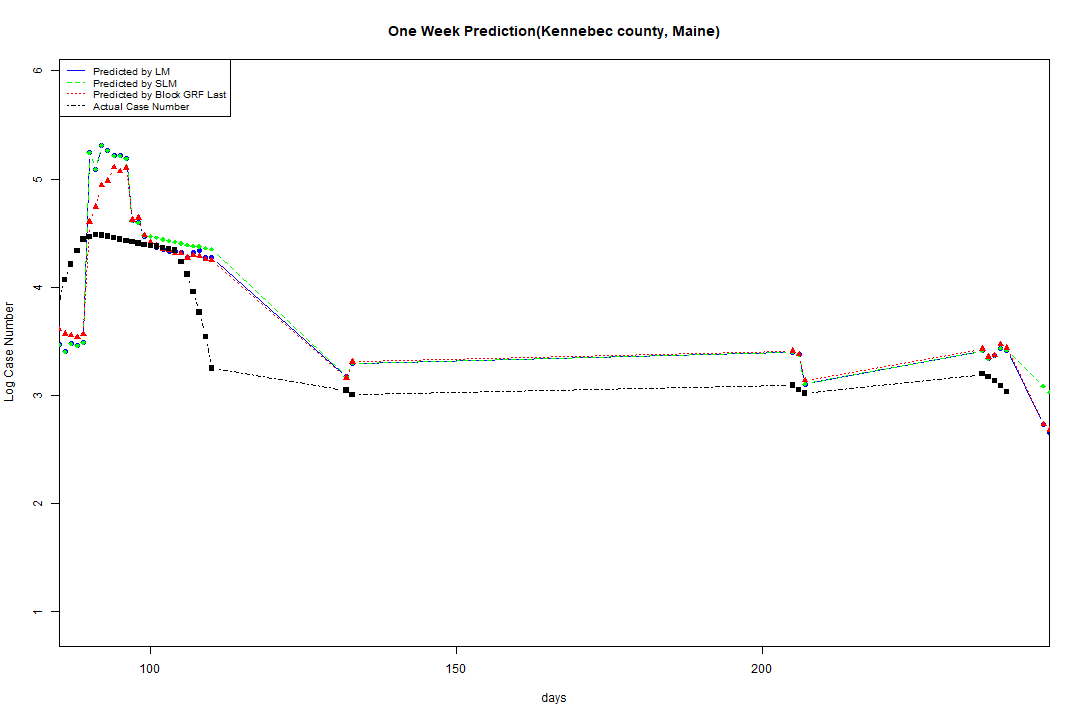 One Week Prediction(Kennebec county, Maine)
Predicted by LM
Predicted by SLM
Predicted by Block GRF Last
Actual Case Number
6
5
4
3
2
1
Log Case Number
100 150 200
days